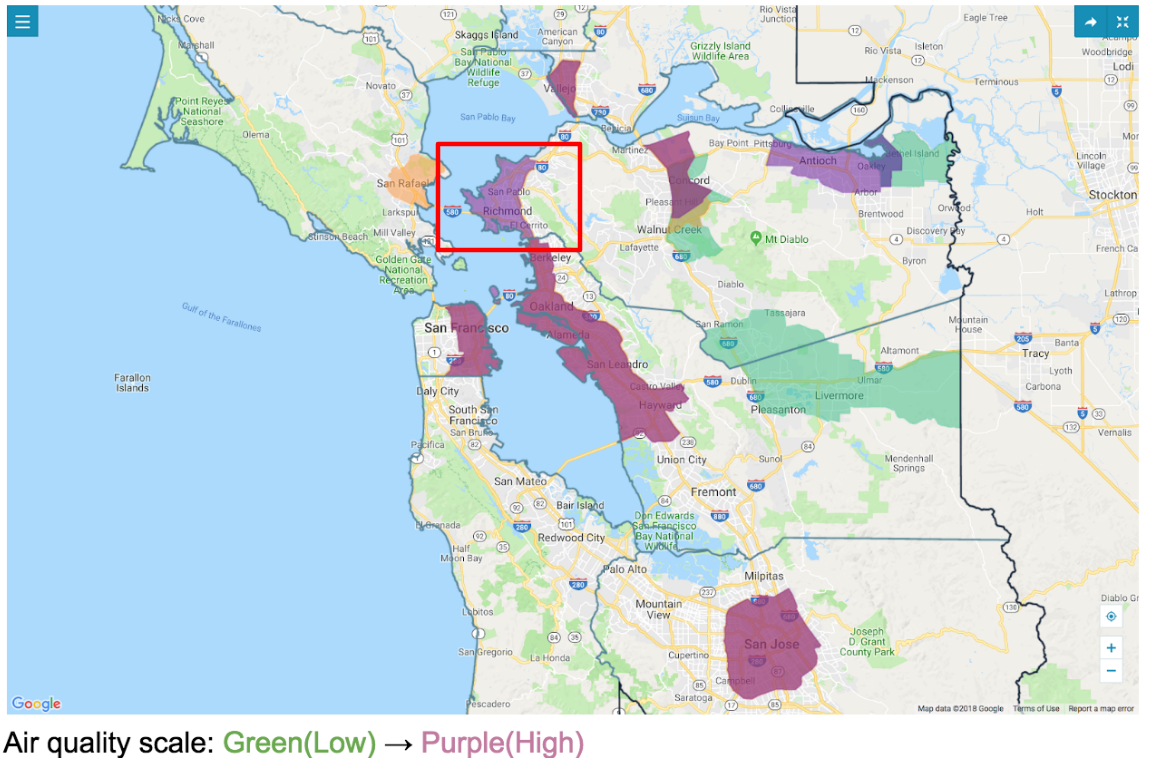 Nicks Cove
Marshall
Point Reyes
National
Seashore
Olema
Novato
Skaggs Island
American
Canyon
San Pablo
Bay National
Wildlife
Refuge
Vallejo
Grizzly Island
Wildlife Area
Rio Vista
Junction
Rio Vista
Isleton
Eagle Tree
Woodbridge
Lodi
Mackenson
Terminous
Collinsville
San Pablo Bay
Suisun Bay
Benicia
Martinez
Bay Point
Pittsburg
Antioch
Oakley
Bethel Island
Lincoln
Village
Stockton
San Rafael
San Pablo
Richmond
El Cerrito
Concord
Pleasant Hill
Arbor
Brentwood
Orwood
Holt
Larkspur
Mill Valley
Stinson Beach
Walnut Creek
Mt Diablo
Discovery Bay
Lafayette
Byron
French Ca
Golden Gate
National
Recreation
Area
Berkeley
Diablo
Lathrop
Gulf of the Farallones
Oakland
Tassajara
San Francisco
Alameda
San Ramon
Mountain
House
Banta
Tracy
Lyoth
Carbona
Altamont
San Leandro
Farallon
Islands
Daly City
Castro Valley
Dublin
Ulmar
Livermore
Pleasanton
Hayward
South San
Francisco
San Bruno
Pacifica
Vernalis
Union City
Sunol
Mendenhall
Springs
San Mateo
Fremont
Bair Island
Don Edwards
San Francisco
Bay National
Wildlife
El Granada
Redwood City
Half
Moon Bay
Palo Alto
Milpitas
Mountain
View
Lobitos
Diablo Gr
San Jose
Joseph
D. Grant
County Park
San Gregorio
La Honda
Cupertino
Campbell
Saratoga
Pescadero
Google
Map data ©2018 Google
Terms of Use
Report a map error
Air quality scale: Green(Low) → Purple(High)